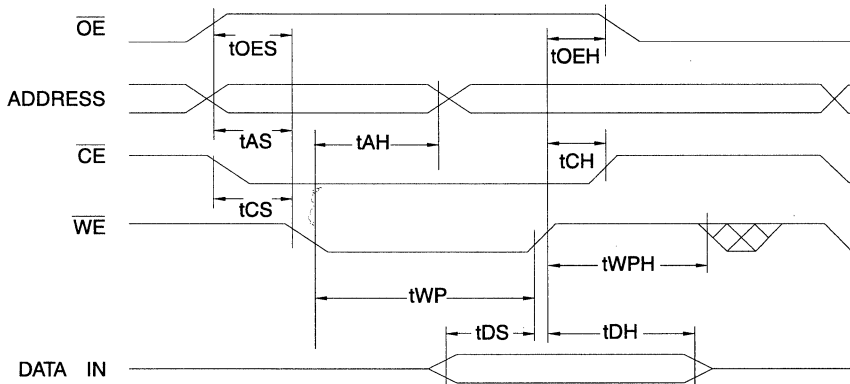 OE
tOES
tOEH
ADDRESS
tAS
tAH
CE
tCH
tCS
WE
tWPH
tWP
tDS
tDH
DATA IN